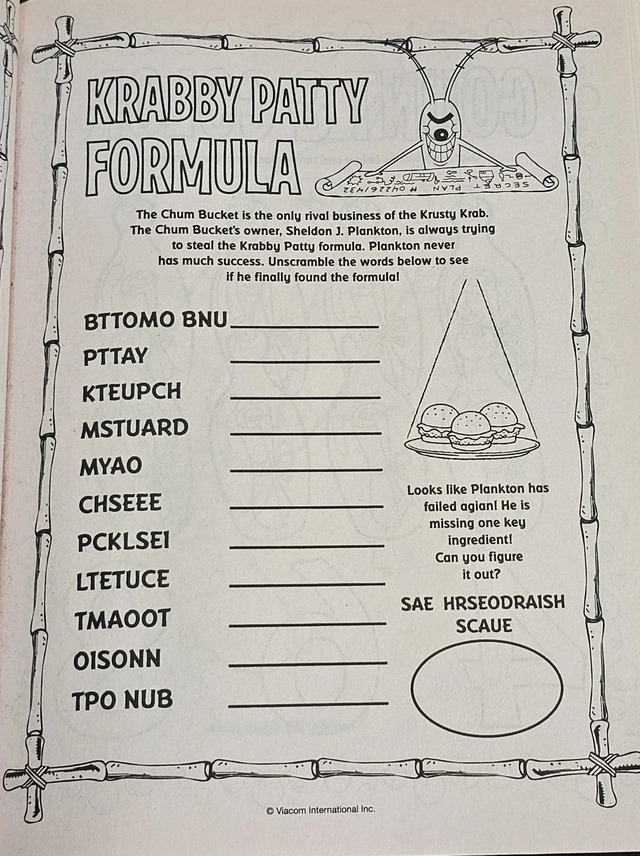 KRABBY PATTY
FORMULA
SECRET PLAN # 04226/432
The Chum Bucket is the only rival business of the Krusty Krab.
The Chum Bucket's owner, Sheldon J. Plankton, is always trying
to steal the Krabby Patty formula. Plankton never
has much success. Unscramble the words below to see
if he finally found the formula!
BTTOMO BNU
PTTAY
KTEUPCH
MSTUARD
MYAO
CHSEEE
PCKLSEI
LTETUCE
TMAOOT
OISONN
TPO NUB
Looks like Plankton has
failed agian! He is
missing one key
ingredient!
Can you figure
it out?
SAE HRSEODRAISH
SCAUE
© Viacom International Inc.